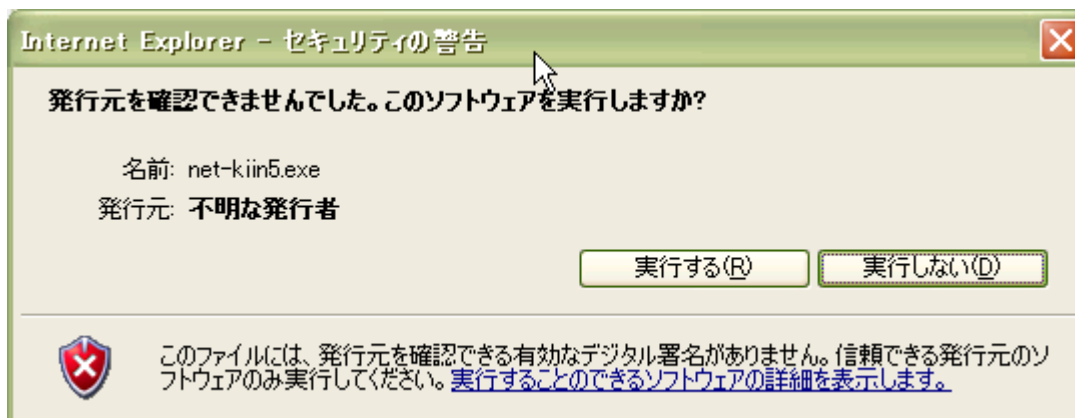 Internet Explorer - セキュリティの警告
発行元を確認できませんでした。このソフトウェアを実行しますか?
名前: net-kiin5.exe
発行元: 不明な発行者
実行する(R) 実行しない(D)
このファイルには、発行元を確認できる有効なデジタル署名がありません。信頼できる発行元のソ
フトウェアのみ実行してください。実行することのできるソフトウェアの詳細を表示します。